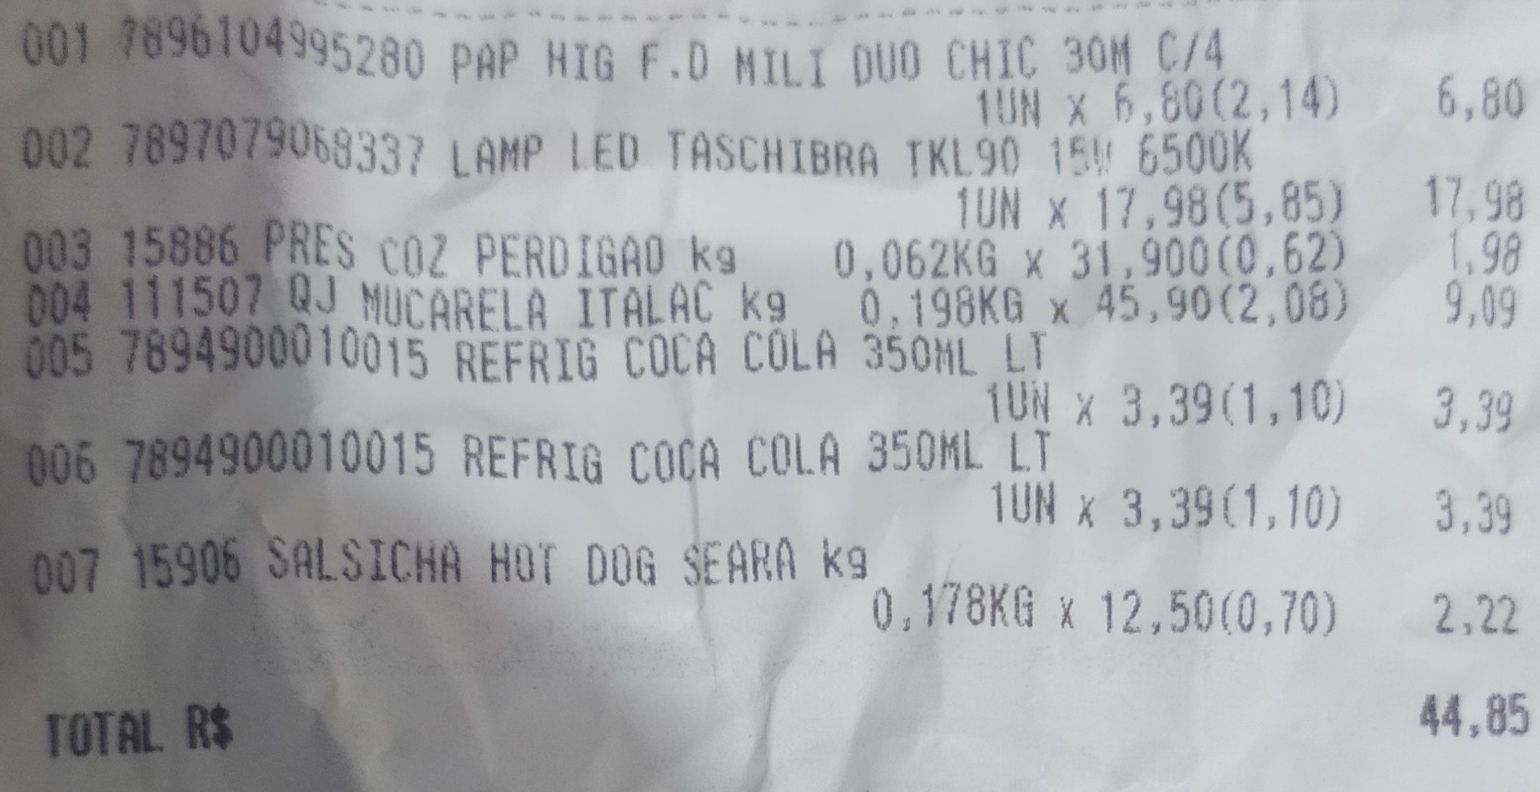 001 7896104995280 PAP HIG F.D MILI DUO CHIC 30M C/4
1UN x 6,80(2,14) 6,80
002 7897079068337 LAMP LED TASCHIBRA TKL90 15W 6500K
1UN x 17,98(5,85) 17,98
003 15886 PRES COZ PERDIGAO kg 0,062KG x 31,900(0,62) 1,98
004 111507 QJ MUCARELA ITALAC kg 0,198KG x 45,90(2,08) 9,09
005 7894900010015 REFRIG COCA COLA 350ML LT
1UN x 3,39(1,10) 3,39
006 7894900010015 REFRIG COCA COLA 350ML LT
1UN x 3,39(1,10) 3,39
007 15906 SALSICHA HOT DOG SEARA kg
0,178KG x 12,50(0,70) 2,22
TOTAL R$ 44,85